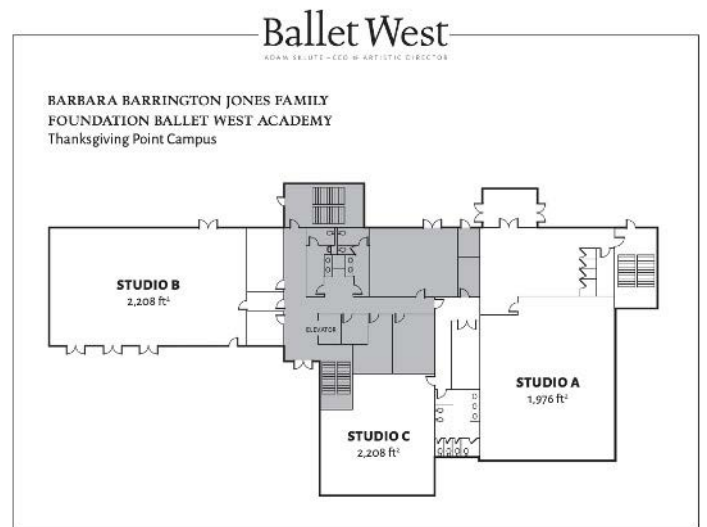 Ballet West
ADAM SKLUTE – CEO & ARTISTIC DIRECTOR
BARBARA BARRINGTON JONES FAMILY
FOUNDATION BALLET WEST ACADEMY
Thanksgiving Point Campus
STUDIO B
2,208 ft²
ELEVATOR
STUDIO A
1,976 ft²
STUDIO C
2,208 ft²